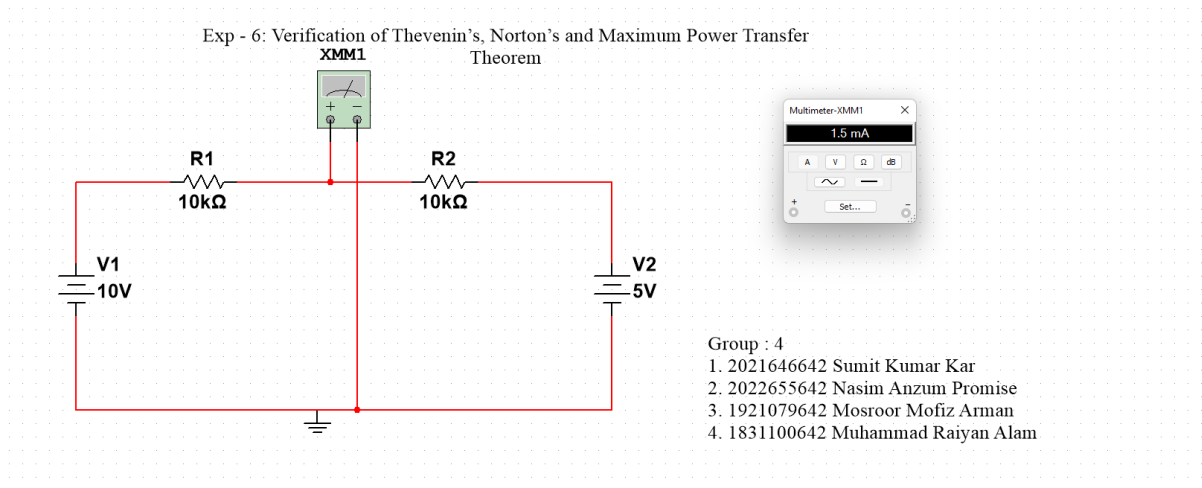 Exp - 6: Verification of Thevenin’s, Norton’s and Maximum Power Transfer
Theorem
XMM1
+ −
R1
10kΩ
R2
10kΩ
V1
10V
V2
5V
Multimeter-XMM1 ×
1.5 mA
A V Ω dB
+ Set... −
Group : 4
1. 2021646642 Sumit Kumar Kar
2. 2022655642 Nasim Anzum Promise
3. 1921079642 Mosroor Mofiz Arman
4. 1831100642 Muhammad Raiyan Alam